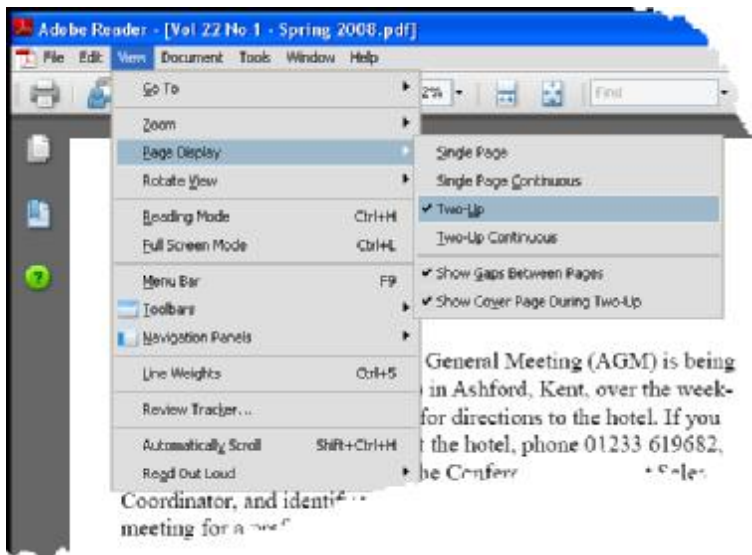 Adobe Reader - [Vol 22 No 1 - Spring 2008.pdf]
File Edit View Document Tools Window Help
2%
Find
Go To
Zoom
Page Display
Rotate View
Reading Mode Ctrl+H
Full Screen Mode Ctrl+L
Menu Bar F9
Toolbars
Navigation Panels
Line Weights Ctrl+5
Review Tracker...
Automatically Scroll Shift+Ctrl+H
Read Out Loud
Single Page
Single Page Continuous
Two-Up
Two-Up Continuous
Show Gaps Between Pages
Show Cover Page During Two-Up
General Meeting (AGM) is being
in Ashford, Kent, over the week-
for directions to the hotel. If you
the hotel, phone 01233 619682,
Coordinator, and
meeting for a